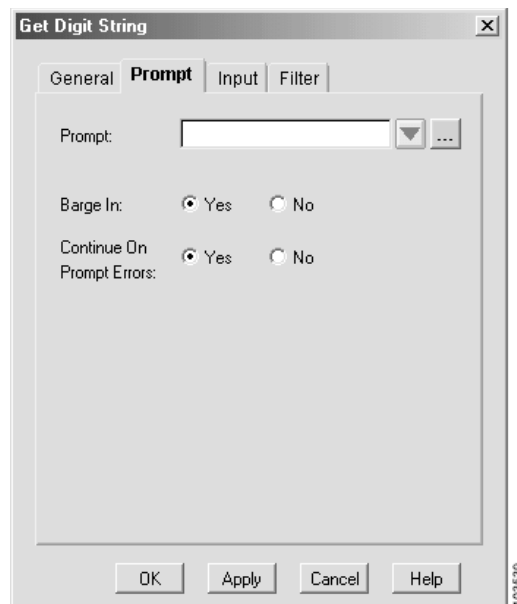 Get Digit String
General Prompt Input Filter
Prompt:
...
Barge In: Yes No
Continue On
Prompt Errors: Yes No
OK Apply Cancel Help